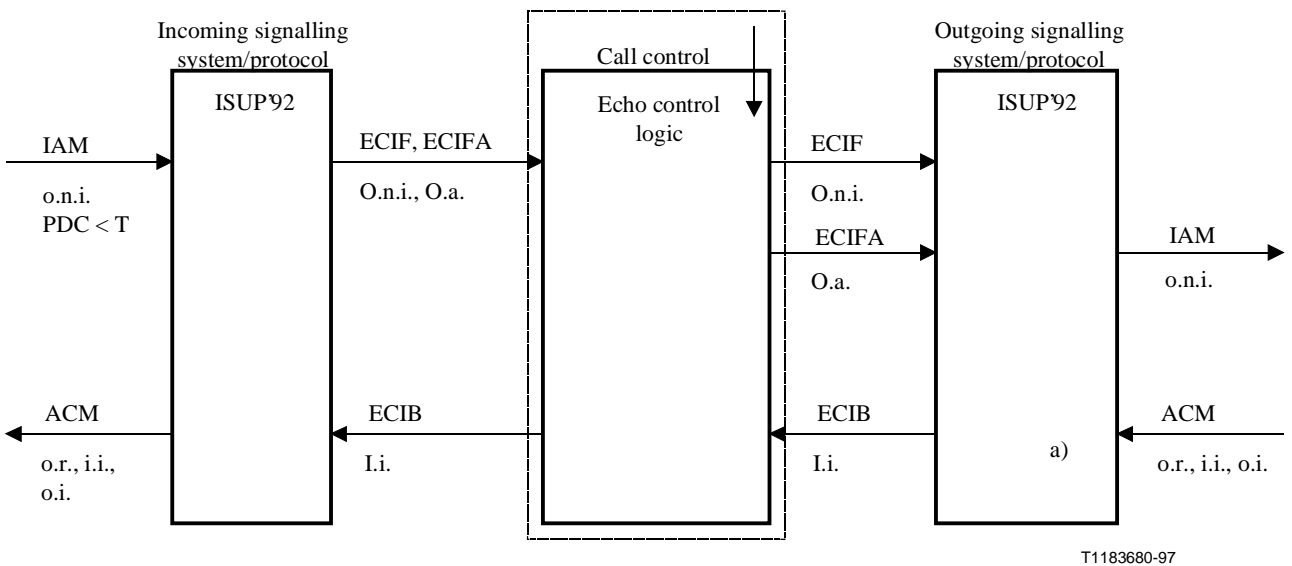 Incoming signalling
system/protocol
ISUP'92
Call control
Echo control
logic
Outgoing signalling
system/protocol
ISUP'92
IAM
o.n.i.
PDC < T
ECIF, ECIFA
O.n.i., O.a.
ECIF
O.n.i.
ECIFA
O.a.
IAM
o.n.i.
ACM
o.r., i.i.,
o.i.
ECIB
I.i.
ECIB
I.i.
a)
ACM
o.r., i.i., o.i.
T1183680-97